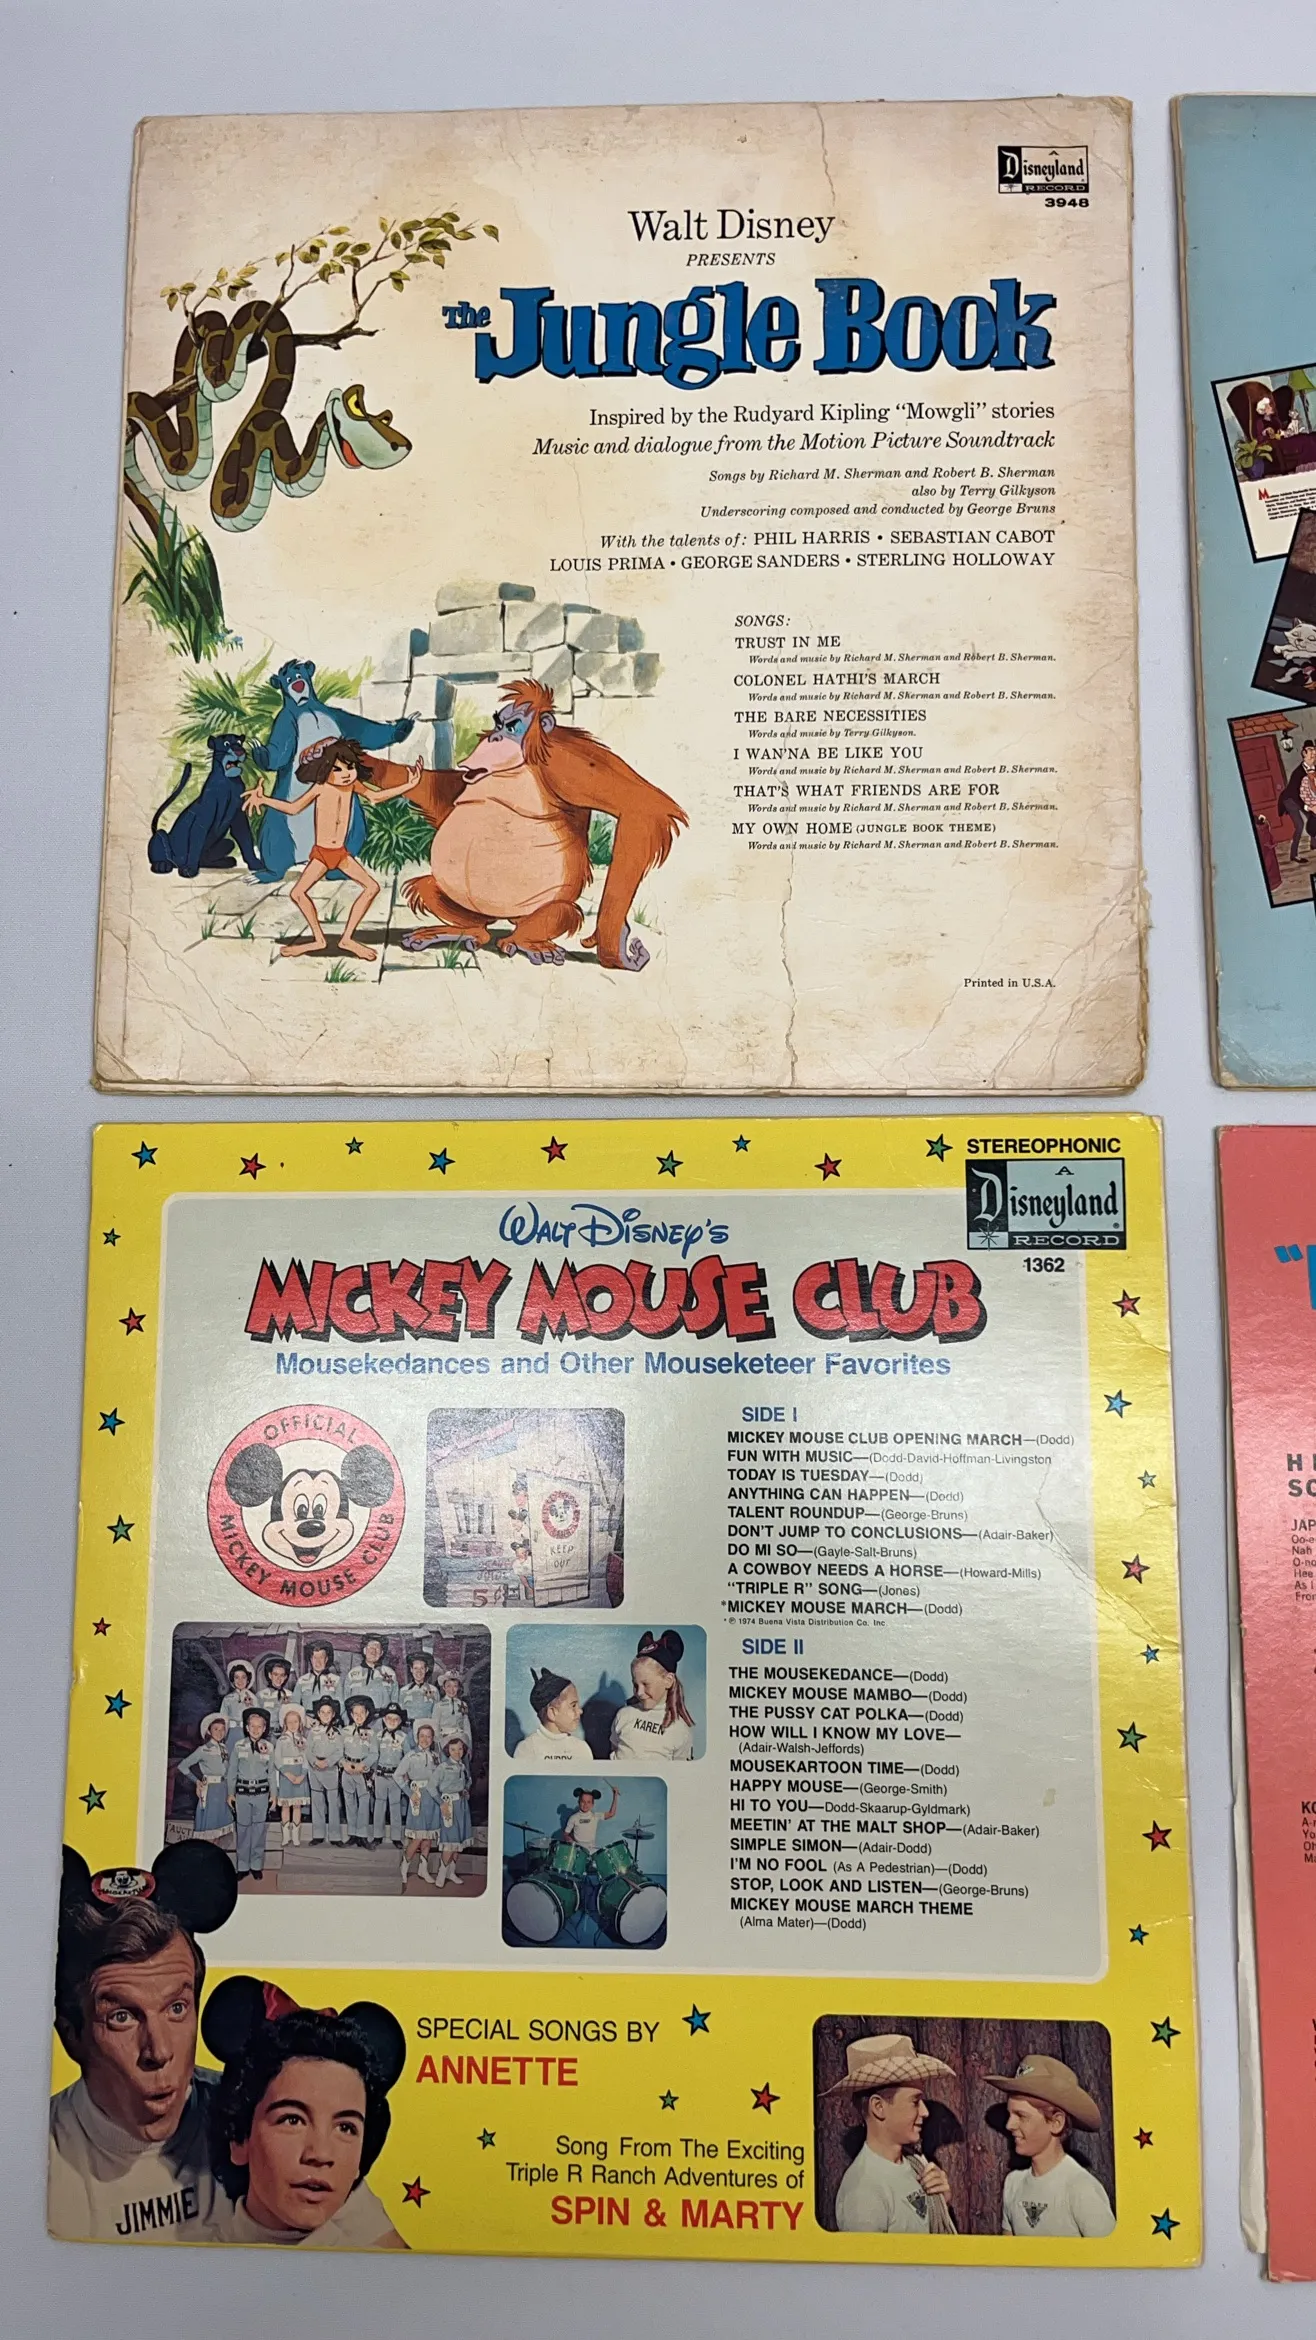 A
Disneyland
RECORD
3948
Walt Disney
PRESENTS
The Jungle Book
Inspired by the Rudyard Kipling “Mowgli” stories
Music and dialogue from the Motion Picture Soundtrack
Songs by Richard M. Sherman and Robert B. Sherman
also by Terry Gilkyson
Underscoring composed and conducted by George Bruns
With the talents of: PHIL HARRIS • SEBASTIAN CABOT
LOUIS PRIMA • GEORGE SANDERS • STERLING HOLLOWAY
SONGS:
TRUST IN ME
Words and music by Richard M. Sherman and Robert B. Sherman.
COLONEL HATHI'S MARCH
Words and music by Richard M. Sherman and Robert B. Sherman.
THE BARE NECESSITIES
Words and music by Terry Gilkyson.
I WAN'NA BE LIKE YOU
Words and music by Richard M. Sherman and Robert B. Sherman.
THAT'S WHAT FRIENDS ARE FOR
Words and music by Richard M. Sherman and Robert B. Sherman.
MY OWN HOME (JUNGLE BOOK THEME)
Words and music by Richard M. Sherman and Robert B. Sherman.
Printed in U.S.A.
STEREOPHONIC
A
Disneyland
RECORD
1362
WALT DISNEY'S
MICKEY MOUSE CLUB
Mousekedances and Other Mouseketeer Favorites
OFFICIAL
MICKEY MOUSE CLUB
KEEP
OUT
5¢
SIDE I
MICKEY MOUSE CLUB OPENING MARCH—(Dodd)
FUN WITH MUSIC—(Dodd-David-Hoffman-Livingston
TODAY IS TUESDAY—(Dodd)
ANYTHING CAN HAPPEN—(Dodd)
TALENT ROUNDUP—(George-Bruns)
DON'T JUMP TO CONCLUSIONS—(Adair-Baker)
DO MI SO—(Gayle-Salt-Bruns)
A COWBOY NEEDS A HORSE—(Howard-Mills)
“TRIPLE R” SONG—(Jones)
*MICKEY MOUSE MARCH—(Dodd)
* ℗ 1974 Buena Vista Distribution Co. Inc
SIDE II
THE MOUSEKEDANCE—(Dodd)
MICKEY MOUSE MAMBO—(Dodd)
THE PUSSY CAT POLKA—(Dodd)
HOW WILL I KNOW MY LOVE—
(Adair-Walsh-Jeffords)
MOUSEKARTOON TIME—(Dodd)
HAPPY MOUSE—(George-Smith)
HI TO YOU—Dodd-Skaarup-Gyldmark)
MEETIN' AT THE MALT SHOP—(Adair-Baker)
SIMPLE SIMON—(Adair-Dodd)
I'M NO FOOL (As A Pedestrian)—(Dodd)
STOP, LOOK AND LISTEN—(George-Bruns)
MICKEY MOUSE MARCH THEME
(Alma Mater)—(Dodd)
KAREN
JIMMIE
SPECIAL SONGS BY
ANNETTE
Song From The Exciting
Triple R Ranch Adventures of
SPIN & MARTY